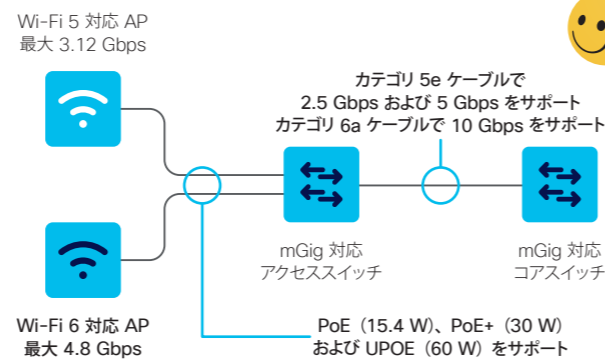 Wi-Fi 5 対応 AP
最大 3.12 Gbps
カテゴリ 5e ケーブルで
2.5 Gbps および 5 Gbps をサポート
カテゴリ 6a ケーブルで 10 Gbps をサポート
mGig 対応
アクセススイッチ
mGig 対応
コアスイッチ
Wi-Fi 6 対応 AP
最大 4.8 Gbps
PoE（15.4 W）、PoE+（30 W）
および UPOE（60 W）をサポート